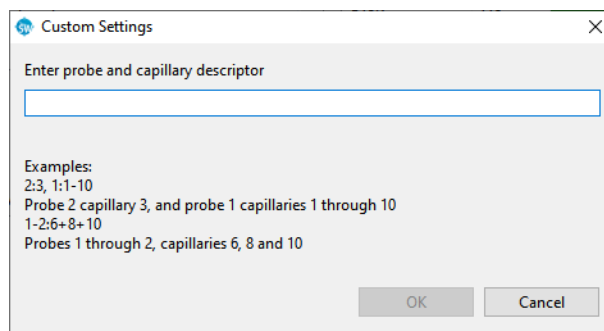 SW Custom Settings
Enter probe and capillary descriptor
Examples:
2:3, 1:1-10
Probe 2 capillary 3, and probe 1 capillaries 1 through 10
1-2:6+8+10
Probes 1 through 2, capillaries 6, 8 and 10
OK Cancel